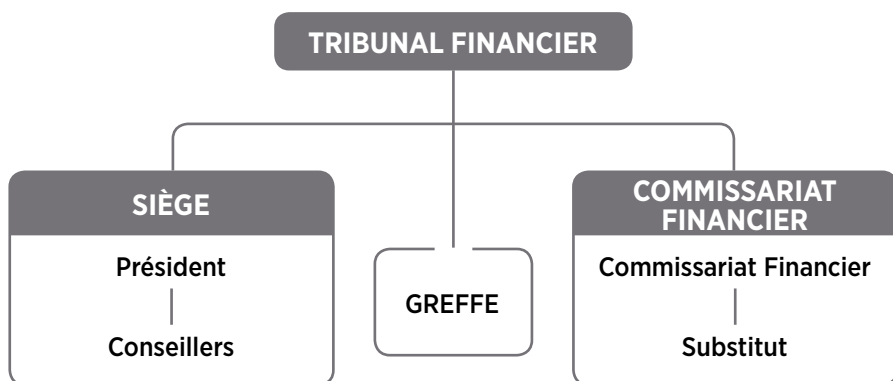 TRIBUNAL FINANCIER
SIÈGE
Président
Conseillers
GREFFE
COMMISSARIAT
FINANCIER
Commissariat Financier
Substitut